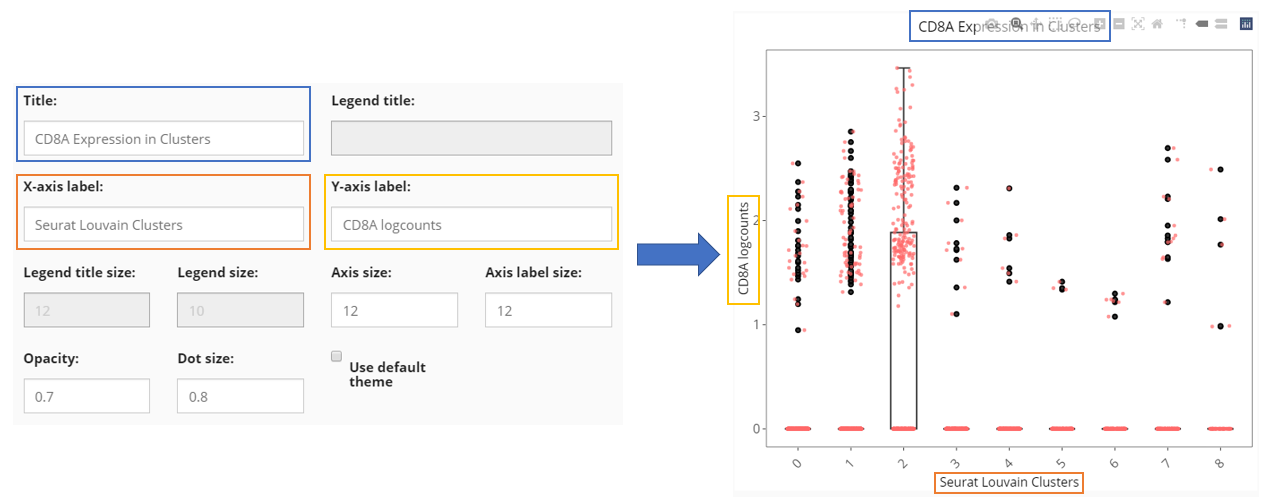 Title:
Legend title:
CD8A Expression in Clusters
X-axis label:
Y-axis label:
Seurat Louvain Clusters
CD8A logcounts
Legend title size:
Legend size:
Axis size:
Axis label size:
12
10
12
12
Opacity:
Dot size:
Use default
theme
0.7
0.8
CD8A Expression in Clusters
CD8A logcounts
3
2
1
0
0
1
2
3
4
5
6
7
8
Seurat Louvain Clusters